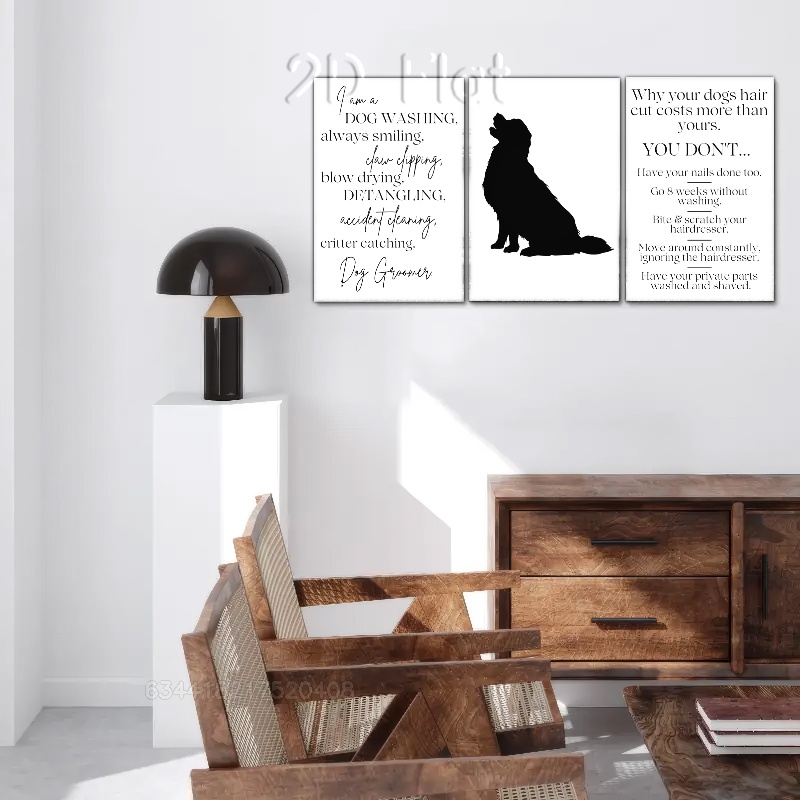 2D Flat
I am a
DOG WASHING,
always smiling,
claw clipping,
blow drying,
DETANGLING,
accident cleaning,
critter catching,
Dog Groomer
Why your dogs hair
cut costs more than
yours.
YOU DON'T...
Have your nails done too.
Go 8 weeks without
washing.
Bite & scratch your
hairdresser.
Move around constantly,
ignoring the hairdresser.
Have your private parts
washed and shaved.